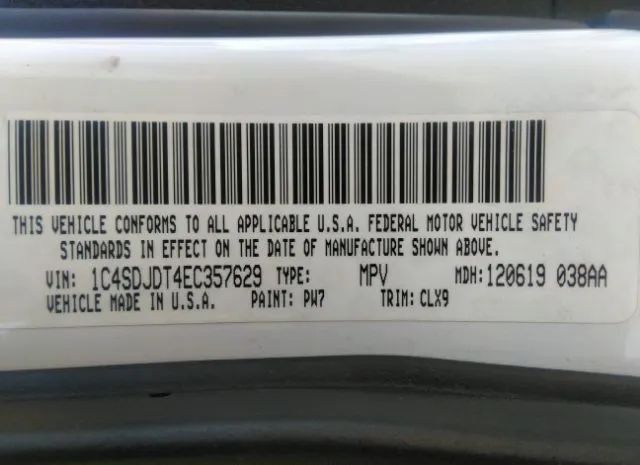 THIS VEHICLE CONFORMS TO ALL APPLICABLE U.S.A. FEDERAL MOTOR VEHICLE SAFETY
STANDARDS IN EFFECT ON THE DATE OF MANUFACTURE SHOWN ABOVE.
VIN: 1C4SDJDT4EC357629 TYPE: MPV MDH:120619 038AA
VEHICLE MADE IN U.S.A. PAINT: PW7 TRIM: CLX9